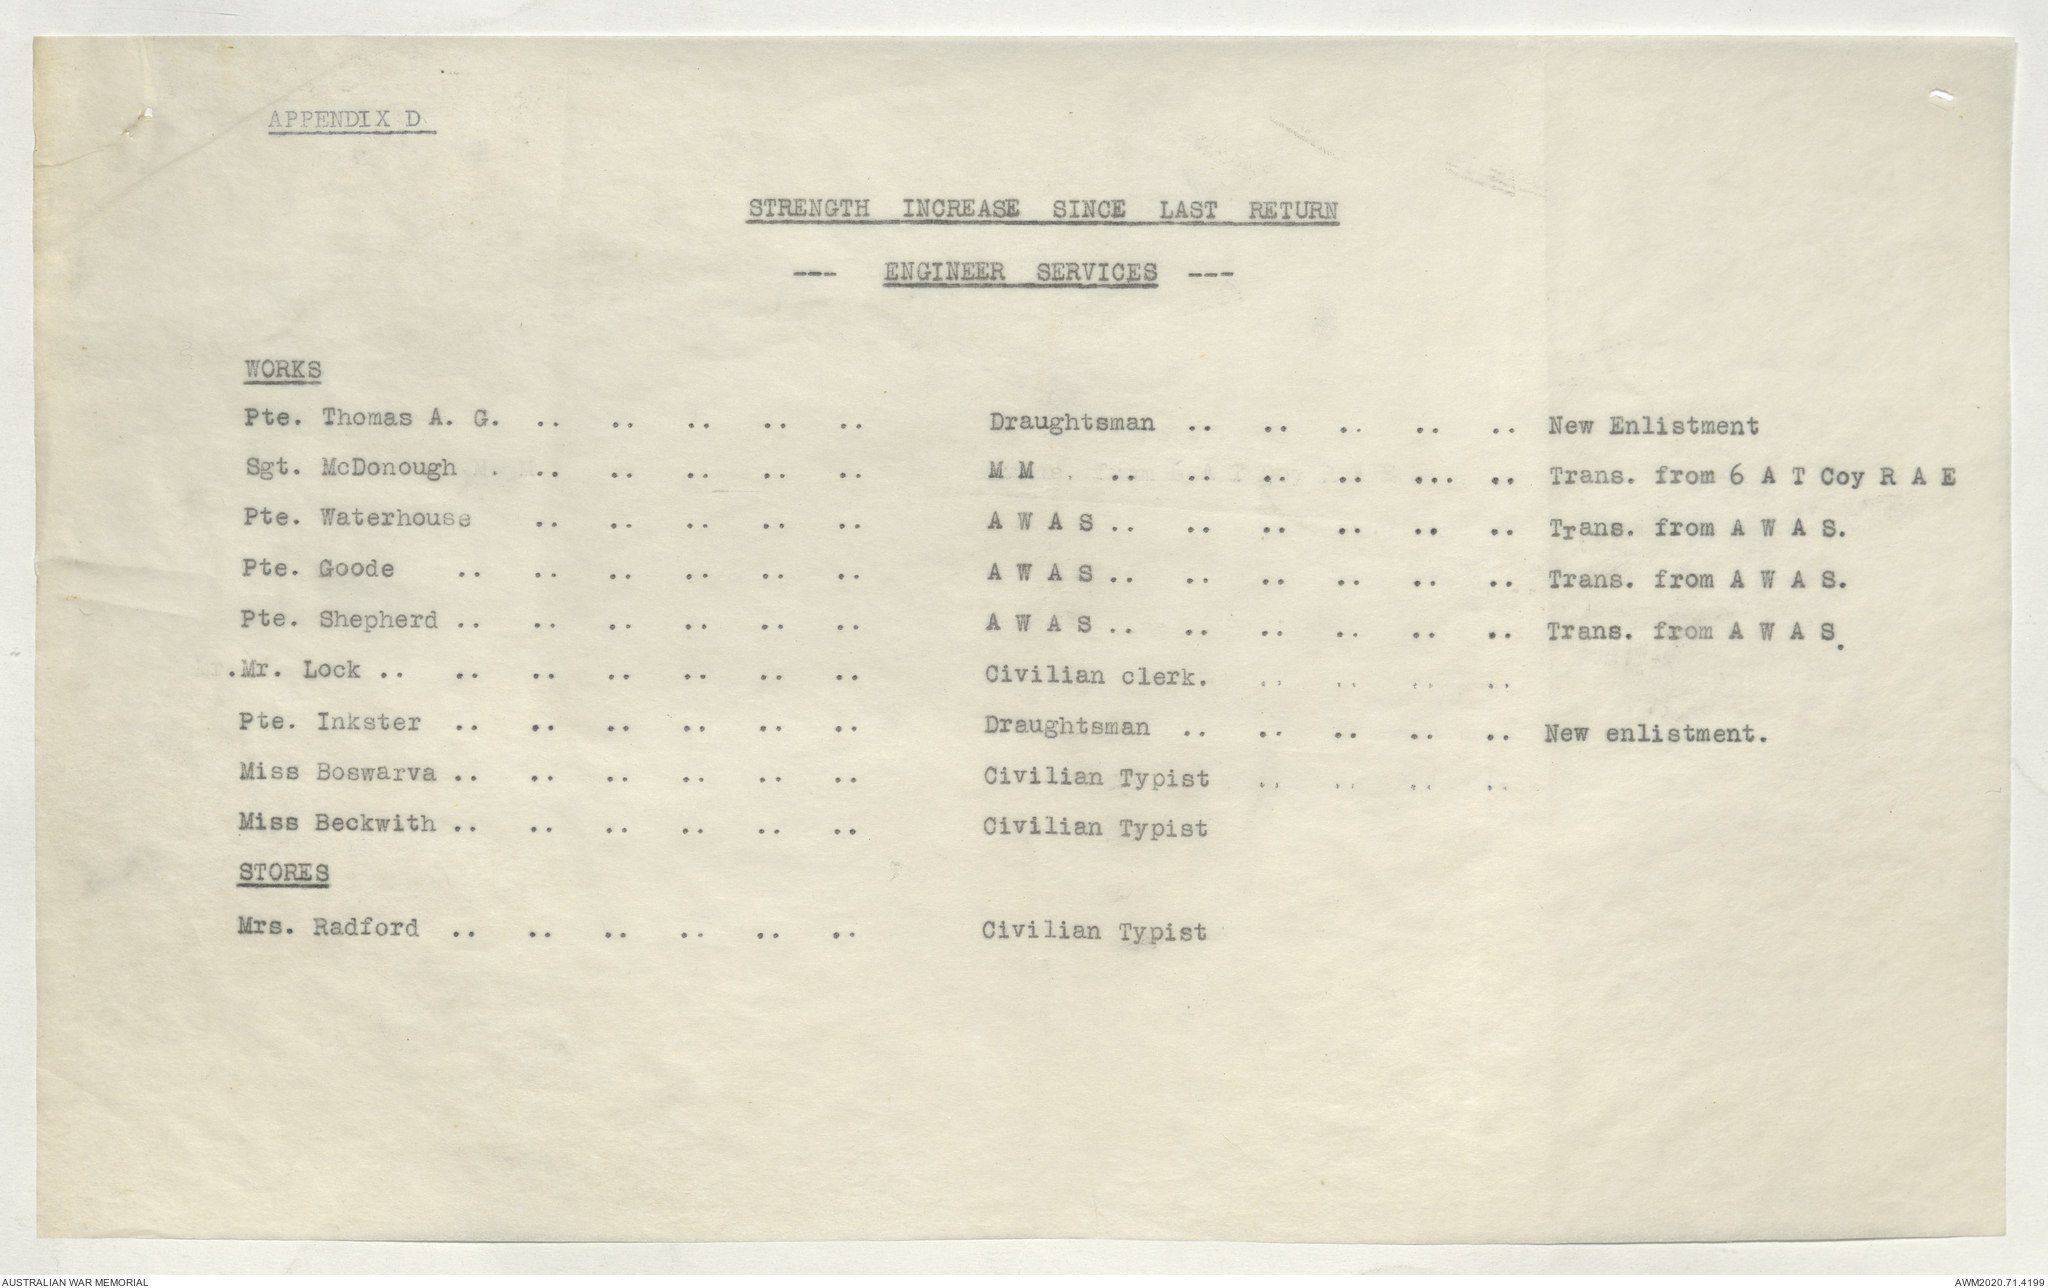 APPENDIX D
STRENGTH INCREASE SINCE LAST RETURN
--- ENGINEER SERVICES ---
WORKS
Pte. Thomas A. G. .. .. .. .. .. Draughtsman .. .. .. .. .. New Enlistment
Sgt. McDonough . .. .. .. .. .. M M . .. .. .. .. ... .. Trans. from 6 A T Coy R A E
Pte. Waterhouse .. .. .. .. .. A W A S .. .. .. .. .. .. Trans. from A W A S.
Pte. Goode .. .. .. .. .. .. A W A S .. .. .. .. .. .. Trans. from A W A S.
Pte. Shepherd .. .. .. .. .. .. A W A S .. .. .. .. .. .. Trans. from A W A S.
.Mr. Lock .. .. .. .. .. .. .. Civilian clerk. .. .. .. ..
Pte. Inkster .. .. .. .. .. .. Draughtsman .. .. .. .. .. New enlistment.
Miss Boswarva .. .. .. .. .. .. Civilian Typist .. .. .. ..
Miss Beckwith .. .. .. .. .. .. Civilian Typist
STORES
Mrs. Radford .. .. .. .. .. .. Civilian Typist
AUSTRALIAN WAR MEMORIAL
AWM2020.71.4199